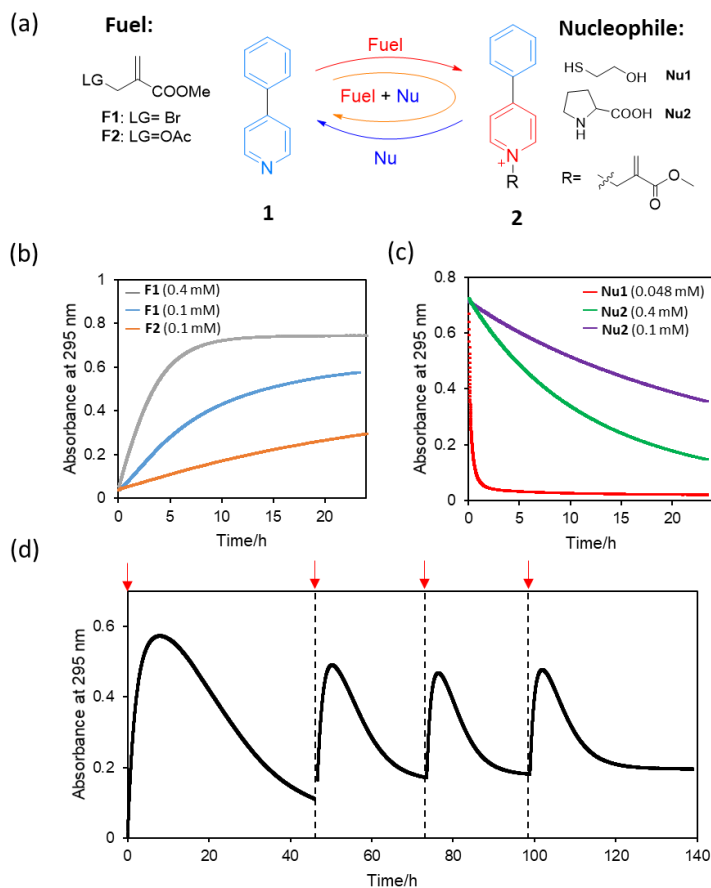 (a)
Fuel:
LG
COOMe
F1: LG= Br
F2: LG=OAc
N
1
Fuel
Fuel + Nu
Nu
N
+
R
2
Nucleophile:
HS
OH
Nu1
N
H
COOH
Nu2
R=
O
O
(b)
Absorbance at 295 nm
1
0.8
0.6
0.4
0.2
0
F1 (0.4 mM)
F1 (0.1 mM)
F2 (0.1 mM)
0 5 10 15 20
Time/h
(c)
Absorbance at 295 nm
0.8
0.6
0.4
0.2
0
Nu1 (0.048 mM)
Nu2 (0.4 mM)
Nu2 (0.1 mM)
0 5 10 15 20
Time/h
(d)
Absorbance at 295 nm
0.6
0.4
0.2
0
0 20 40 60 80 100 120 140
Time/h